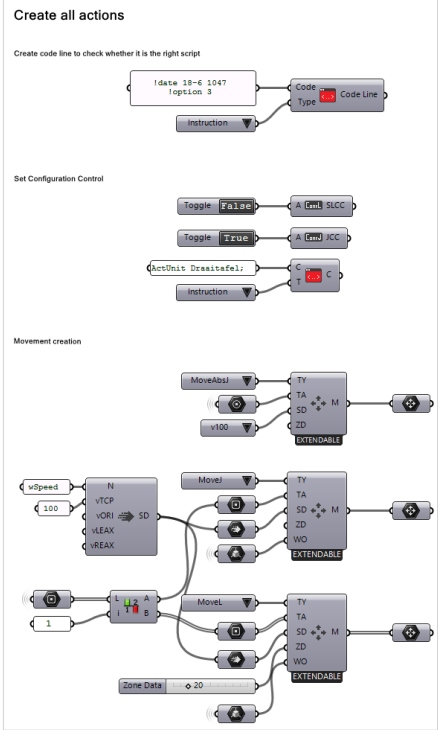 Create all actions
Create code line to check whether it is the right script
!date 18-6 1047
!option 3
Code
Type
Code Line
Instruction
Set Configuration Control
Toggle False
A ConfL SLCC
Toggle True
A ConfJ JCC
ActUnit Draaitafel;
C
T
C
Instruction
Movement creation
MoveAbsJ
v100
TY
TA
SD
ZD
M
EXTENDABLE
wSpeed
100
N
vTCP
vORI
vLEAX
vREAX
SD
MoveJ
TY
TA
SD
ZD
WO
M
EXTENDABLE
1
L
i
A
B
MoveL
Zone Data 20
TY
TA
SD
ZD
WO
M
EXTENDABLE